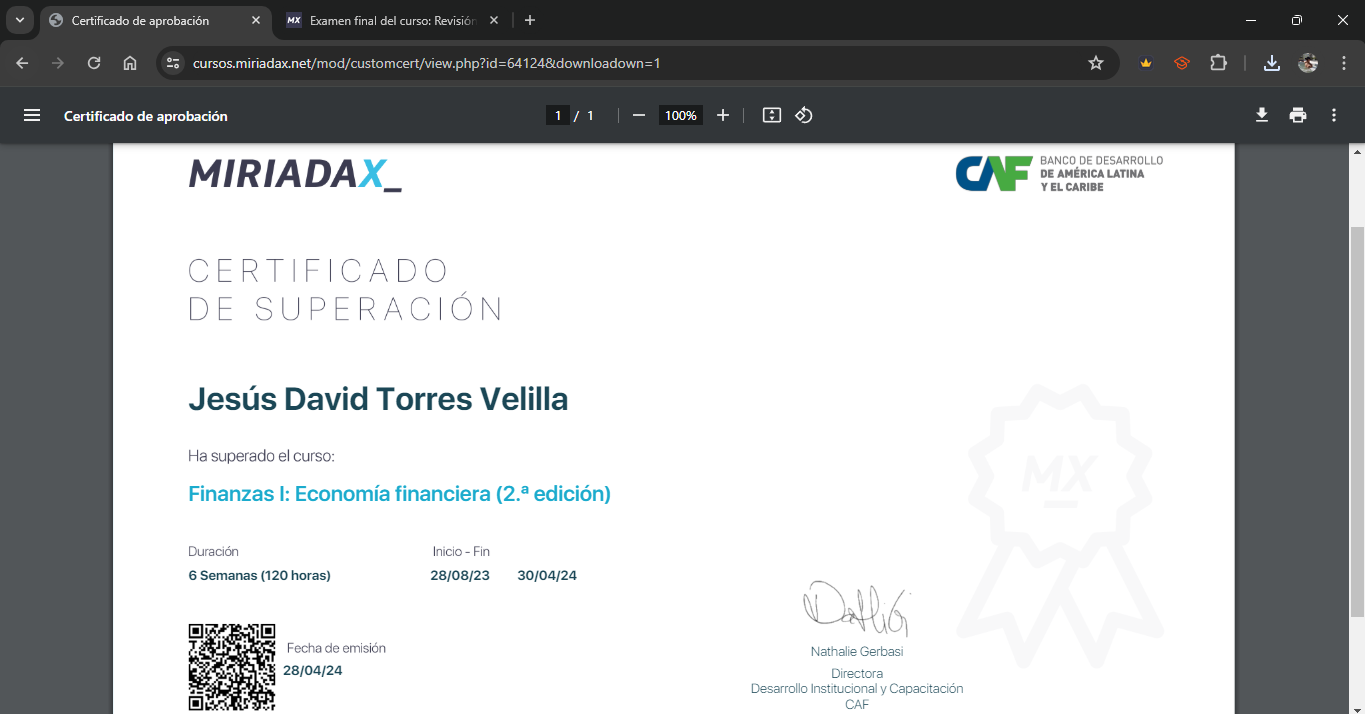 Certificado de aprobación
MX Examen final del curso: Revisión
cursos.miriadax.net/mod/customcert/view.php?id=64124&downloadown=1
Certificado de aprobación
1 / 1
100%
MIRIADAX_
CAF BANCO DE DESARROLLO
DE AMÉRICA LATINA
Y EL CARIBE
CERTIFICADO
DE SUPERACIÓN
Jesús David Torres Velilla
Ha superado el curso:
Finanzas I: Economía financiera (2.ª edición)
MX
Duración
Inicio - Fin
6 Semanas (120 horas)
28/08/23 30/04/24
Fecha de emisión
28/04/24
Nathalie Gerbasi
Directora
Desarrollo Institucional y Capacitación
CAF